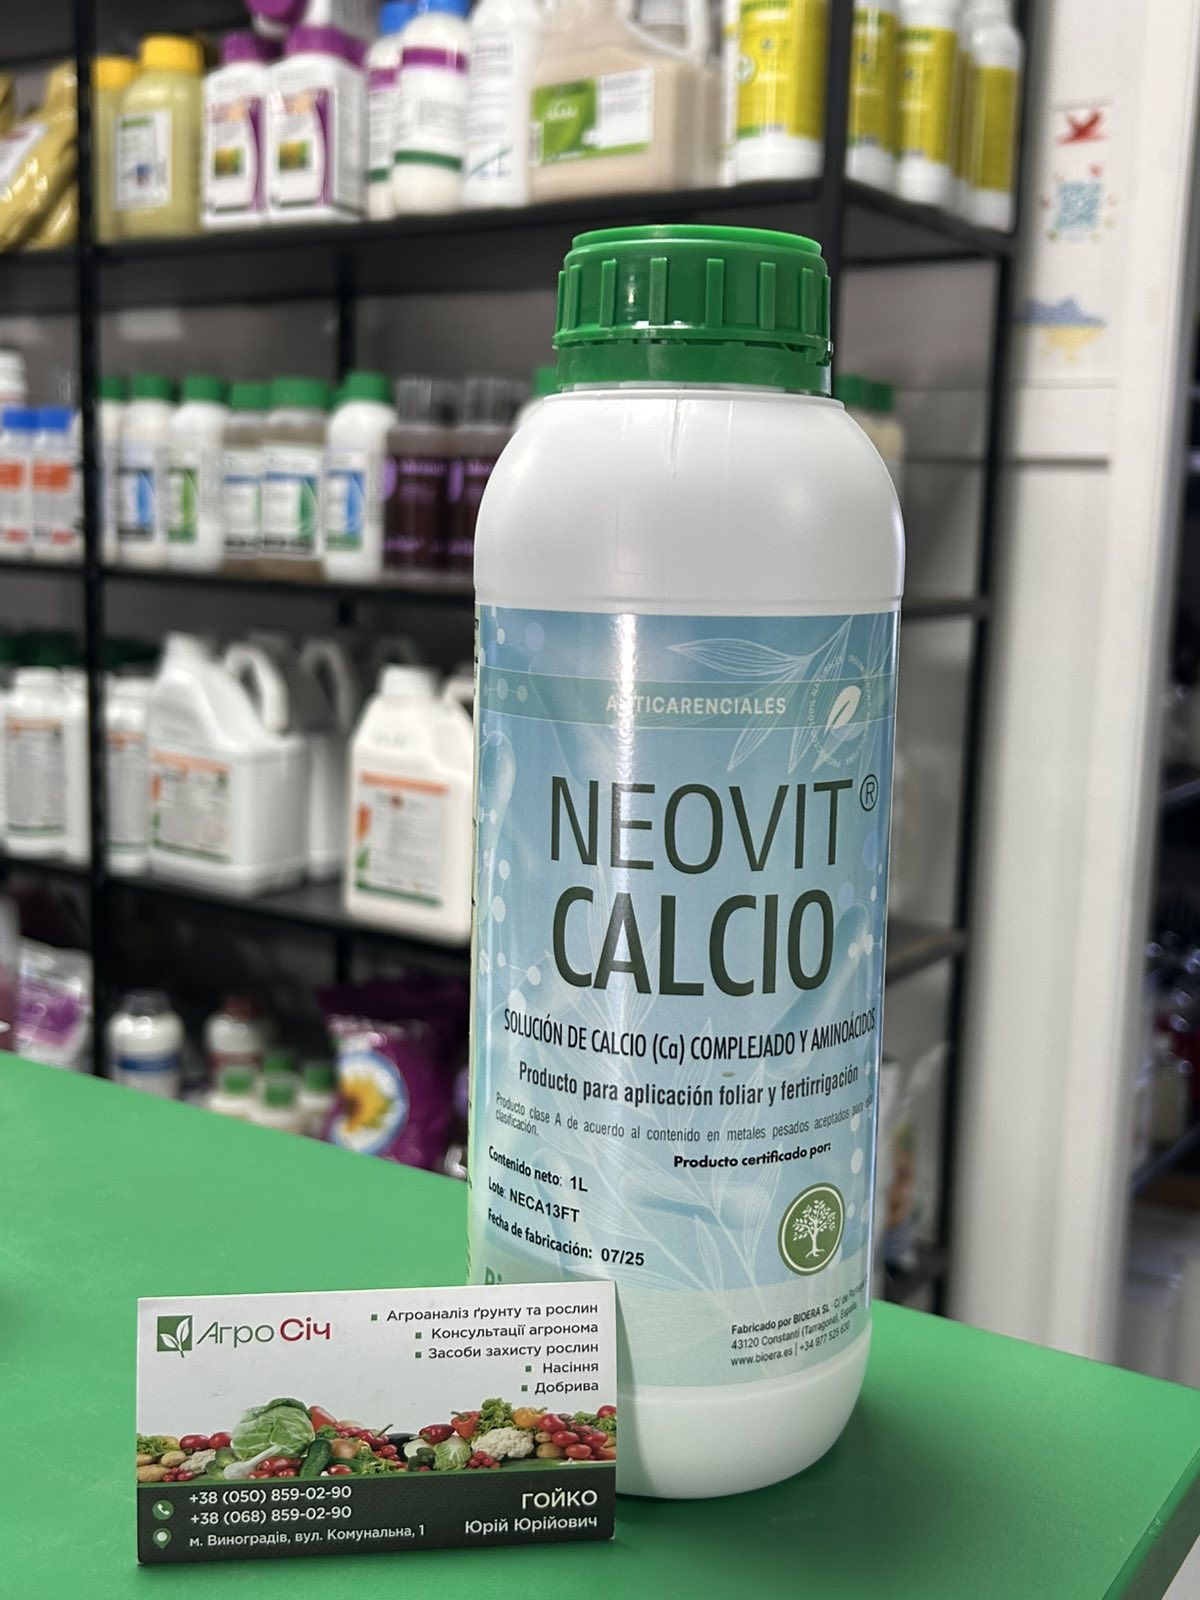 ANTICARENCIALES
NEOVIT®
CALCIO
SOLUCIÓN DE CALCIO (Ca) COMPLEJADO Y AMINOÁCIDOS
Producto para aplicación foliar y fertirrigación
Producto clase A de acuerdo al contenido en metales pesados aceptados para esta
clasificación.
Producto certificado por:
Contenido neto: 1L
Lote: NECA13FT
Fecha de fabricación: 07/25
Fabricado por BIOERA SL · C/ de
43120 Constantí (Tarragona), España
www.bioera.es | +34 977 525 630
Агро Січ
▪ Агроаналіз ґрунту та рослин
▪ Консультації агронома
▪ Засоби захисту рослин
▪ Насіння
▪ Добрива
+38 (050) 859-02-90
+38 (068) 859-02-90
м. Виноградів, вул. Комунальна, 1
ГОЙКО
Юрій Юрійович